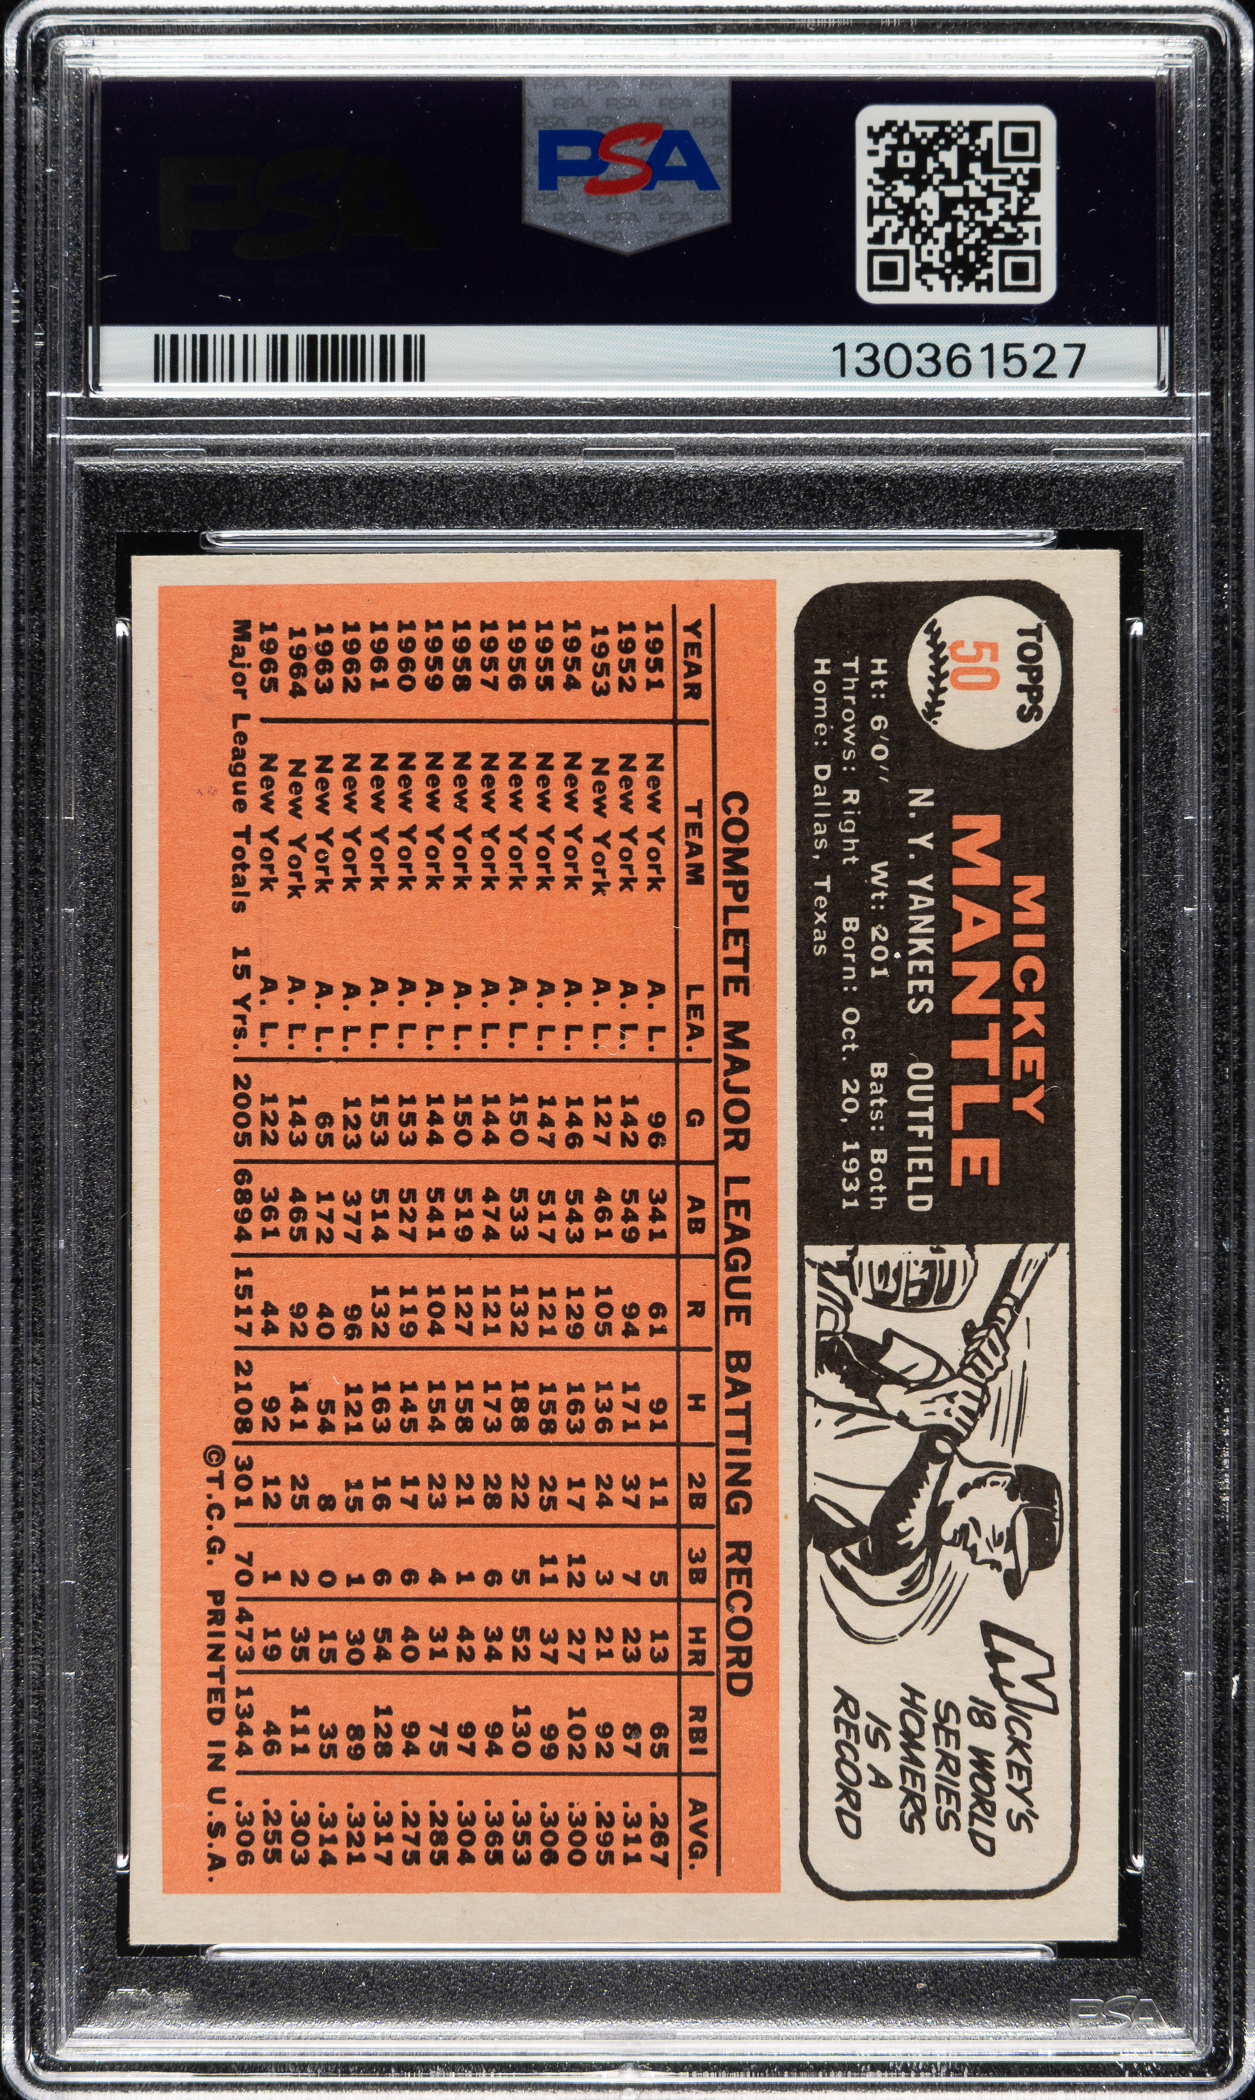 PSA
PSA
130361527
TOPPS
50
MICKEY
MANTLE
N. Y. YANKEES OUTFIELD
Ht: 6'0'' Wt: 201 Bats: Both
Throws: Right Born: Oct. 20, 1931
Home: Dallas, Texas
MICKEY'S
18 WORLD
SERIES
HOMERS
IS A
RECORD
COMPLETE MAJOR LEAGUE BATTING RECORD
YEAR TEAM LEA. G AB R H 2B 3B HR RBI AVG.
1951 New York A. L. 96 341 61 91 11 5 13 65 .267
1952 New York A. L. 142 549 94 171 37 7 23 87 .311
1953 New York A. L. 127 461 105 136 24 3 21 92 .295
1954 New York A. L. 146 543 129 163 17 12 27 102 .300
1955 New York A. L. 147 517 121 158 25 11 37 99 .306
1956 New York A. L. 150 533 132 188 22 5 52 130 .353
1957 New York A. L. 144 474 121 173 28 6 34 94 .365
1958 New York A. L. 150 519 127 158 21 1 42 97 .304
1959 New York A. L. 144 541 104 154 23 4 31 75 .285
1960 New York A. L. 153 527 119 145 17 6 40 94 .275
1961 New York A. L. 153 514 132 163 16 6 54 128 .317
1962 New York A. L. 123 377 96 121 15 1 30 89 .321
1963 New York A. L. 65 172 40 54 8 0 15 35 .314
1964 New York A. L. 143 465 92 141 25 2 35 111 .303
1965 New York A. L. 122 361 44 92 12 1 19 46 .255
Major League Totals 15 Yrs. 2005 6894 1517 2108 301 70 473 1344 .306
©T.C.G. PRINTED IN U.S.A.
PSA